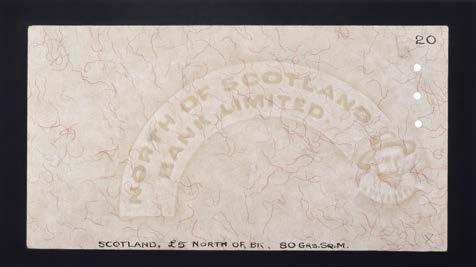 20
NORTH OF SCOTLAND
BANK LIMITED.
SCOTLAND, £5 NORTH OF BK. 80 GRS.SQ.M.
X